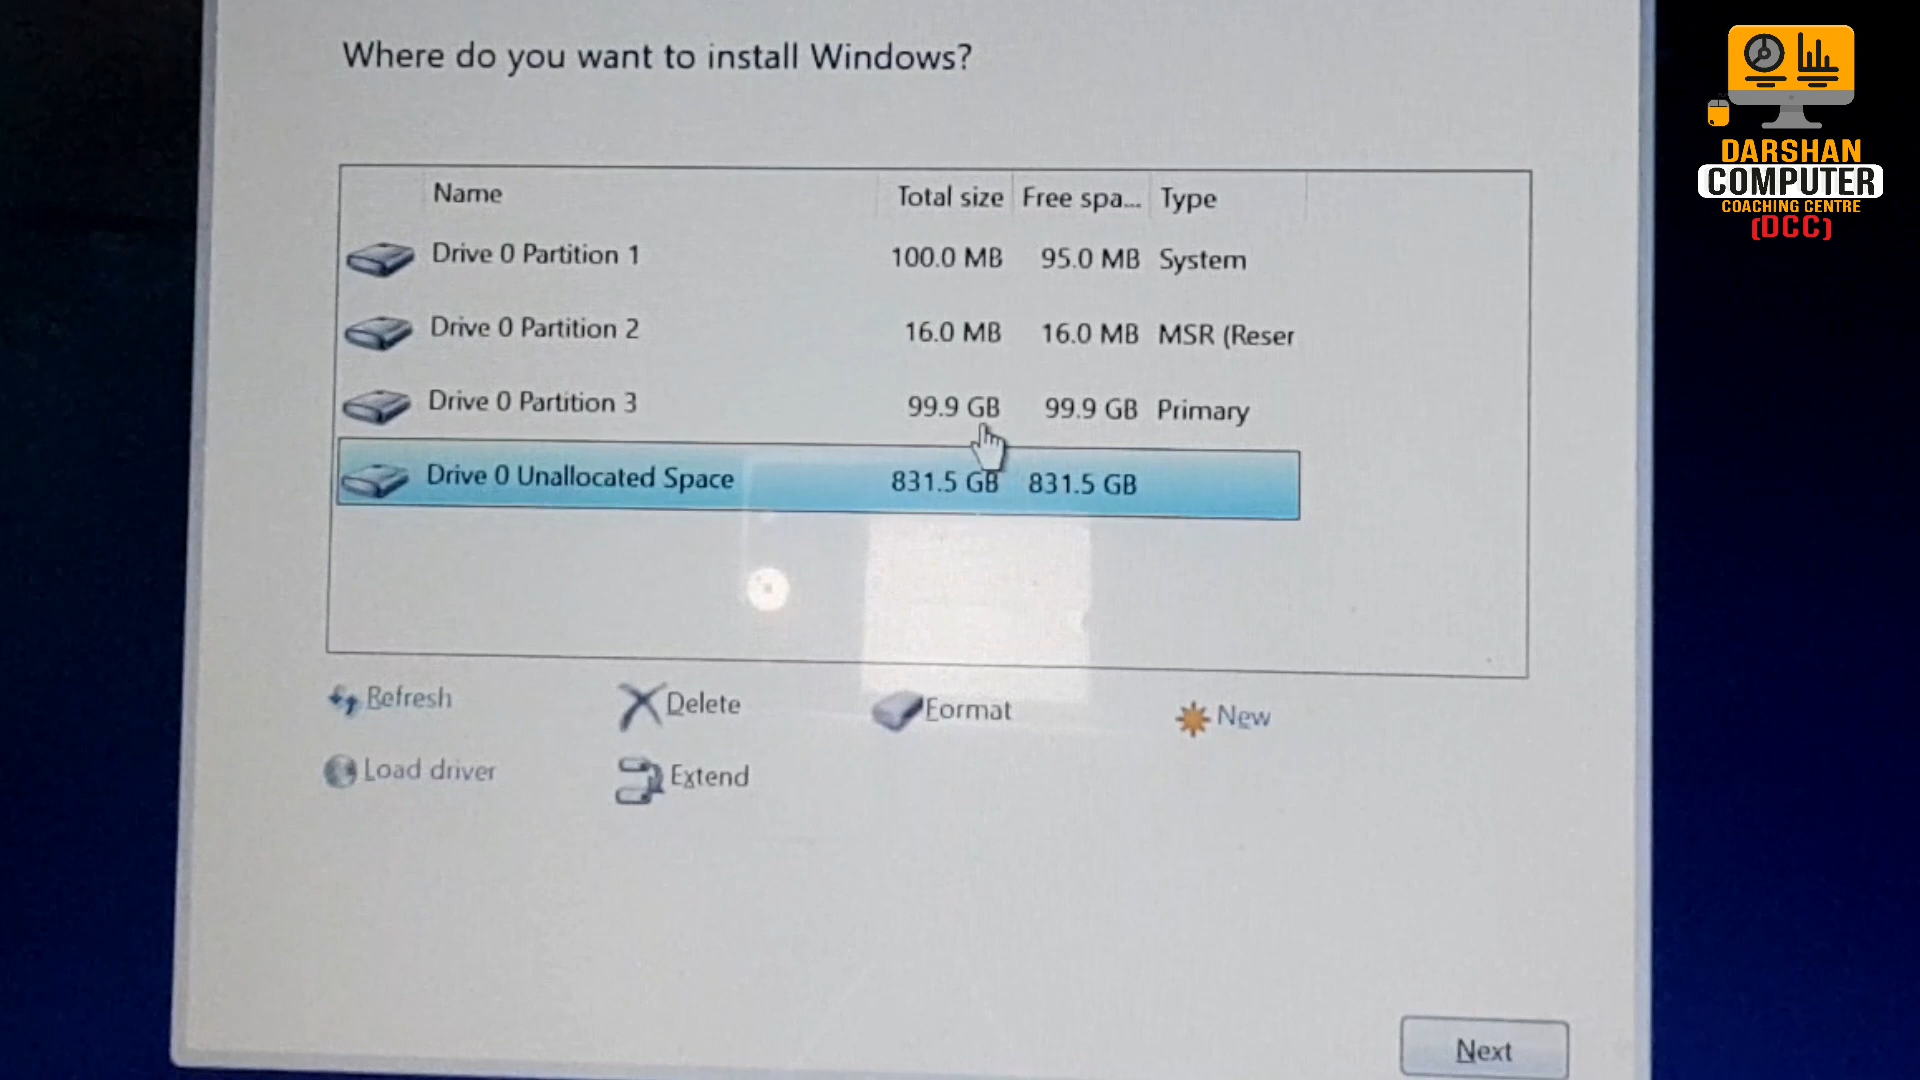 Where do you want to install Windows?
Name Total size Free spa... Type
Drive 0 Partition 1 100.0 MB 95.0 MB System
Drive 0 Partition 2 16.0 MB 16.0 MB MSR (Reser
Drive 0 Partition 3 99.9 GB 99.9 GB Primary
Drive 0 Unallocated Space 831.5 GB 831.5 GB
Refresh Delete Format New
Load driver Extend
Next
DARSHAN
COMPUTER
COACHING CENTRE
(DCC)